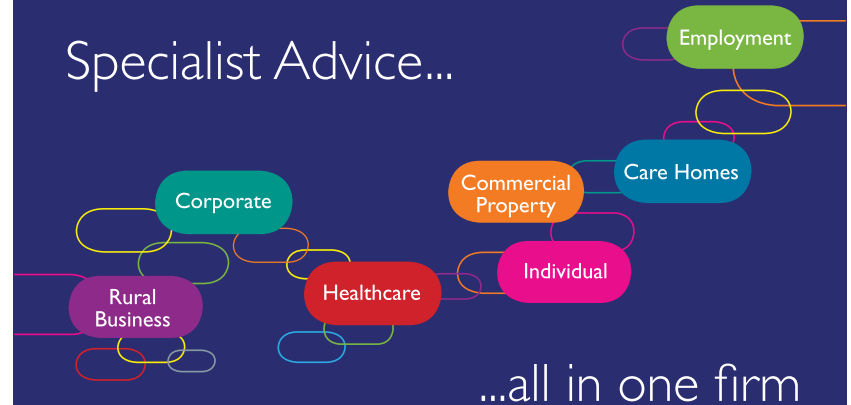 Specialist Advice...
Employment
Care Homes
Commercial
Property
Corporate
Individual
Healthcare
Rural
Business
...all in one firm